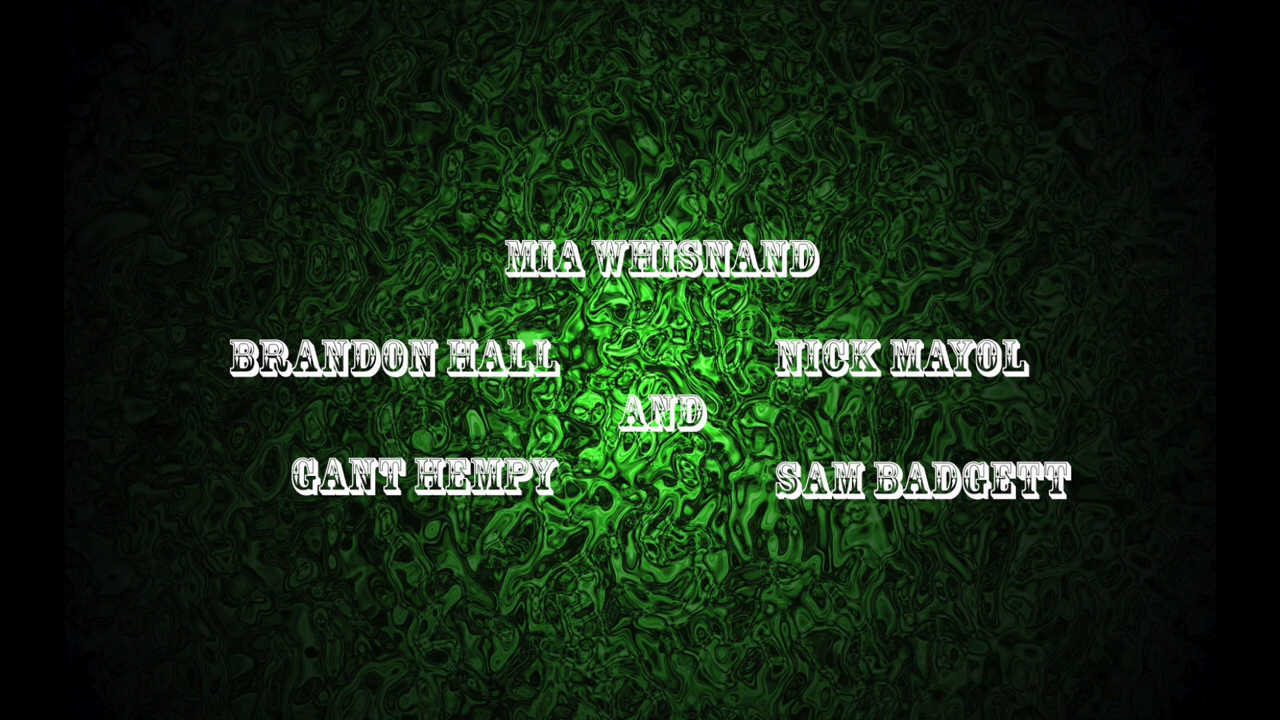 MIA WHISNAND
BRANDON HALL
NICK MAYOL
AND
GANT HEMPY
SAM BADGETT